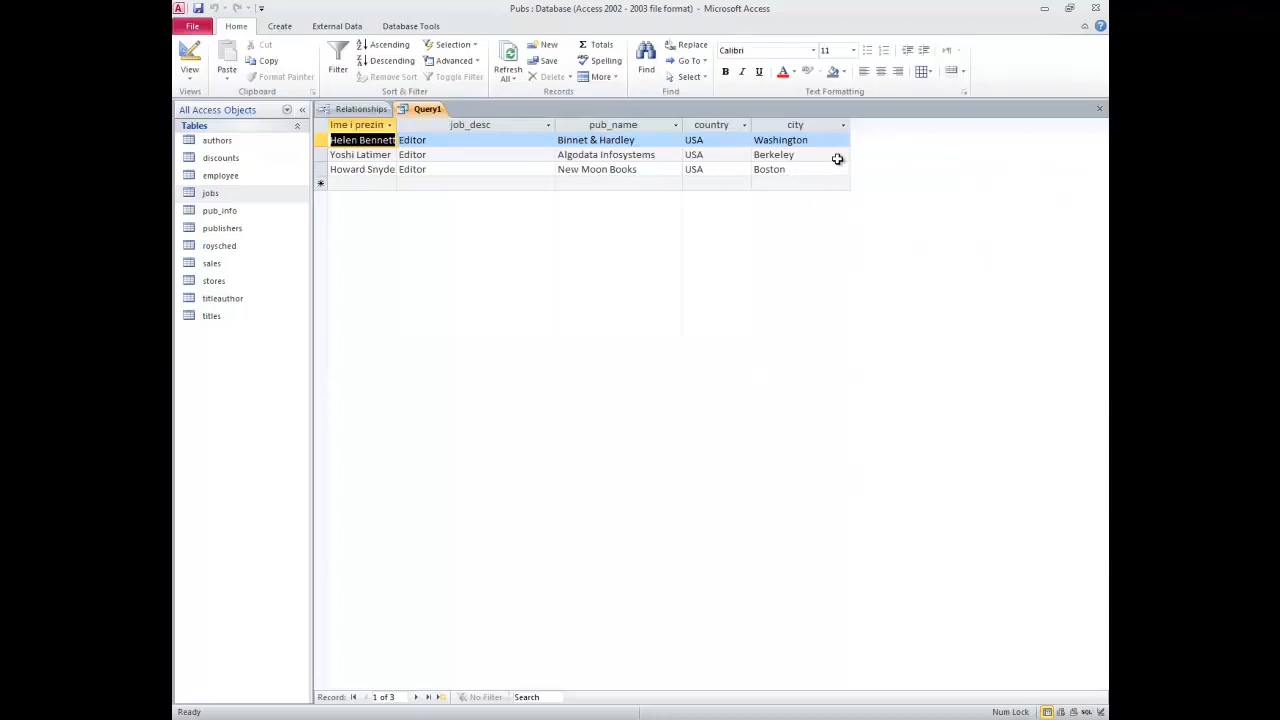 Pubs : Database (Access 2002 - 2003 file format) - Microsoft Access
File Home Create External Data Database Tools
View
Views
Paste
Cut
Copy
Format Painter
Clipboard
Filter
Ascending
Descending
Remove Sort
Selection
Advanced
Toggle Filter
Sort & Filter
Refresh
All
New
Save
Delete
Totals
Spelling
More
Records
Find
Replace
Go To
Select
Find
Calibri 11
B I U A
Text Formatting
All Access Objects
Tables
authors
discounts
employee
jobs
pub_info
publishers
roysched
sales
stores
titleauthor
titles
Relationships Query1
Ime i prezim job_desc pub_name country city
Helen Bennett Editor Binnet & Hardley USA Washington
Yoshi Latimer Editor Algodata Infosystems USA Berkeley
Howard Snyde Editor New Moon Books USA Boston
Record: 1 of 3 No Filter Search
Ready Num Lock SQL